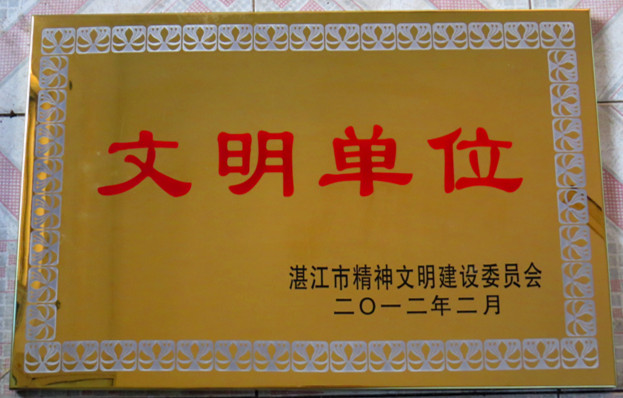 文明单位
湛江市精神文明建设委员会
二〇一二年二月